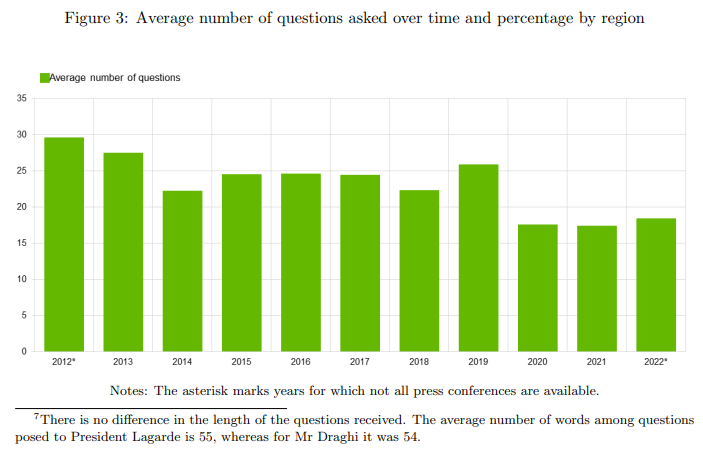 Figure 3: Average number of questions asked over time and percentage by region
Average number of questions
35
30
25
20
15
10
5
0
2012* 2013 2014 2015 2016 2017 2018 2019 2020 2021 2022*
Notes: The asterisk marks years for which not all press conferences are available.
7There is no difference in the length of the questions received. The average number of words among questions
posed to President Lagarde is 55, whereas for Mr Draghi it was 54.